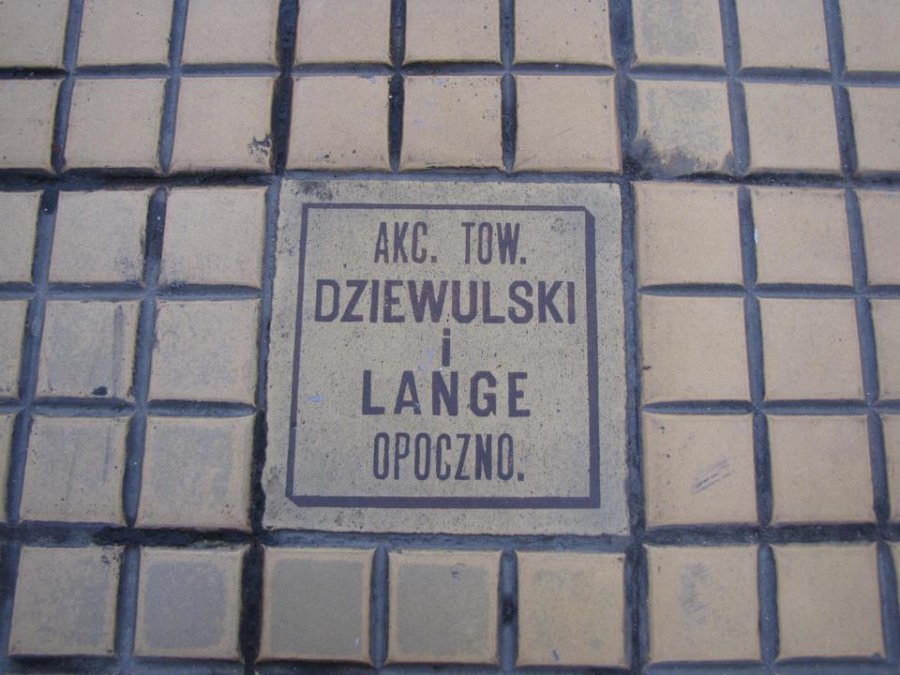 AKC. TOW.
DZIEWULSKI
i
LANGE
OPOCZNO.